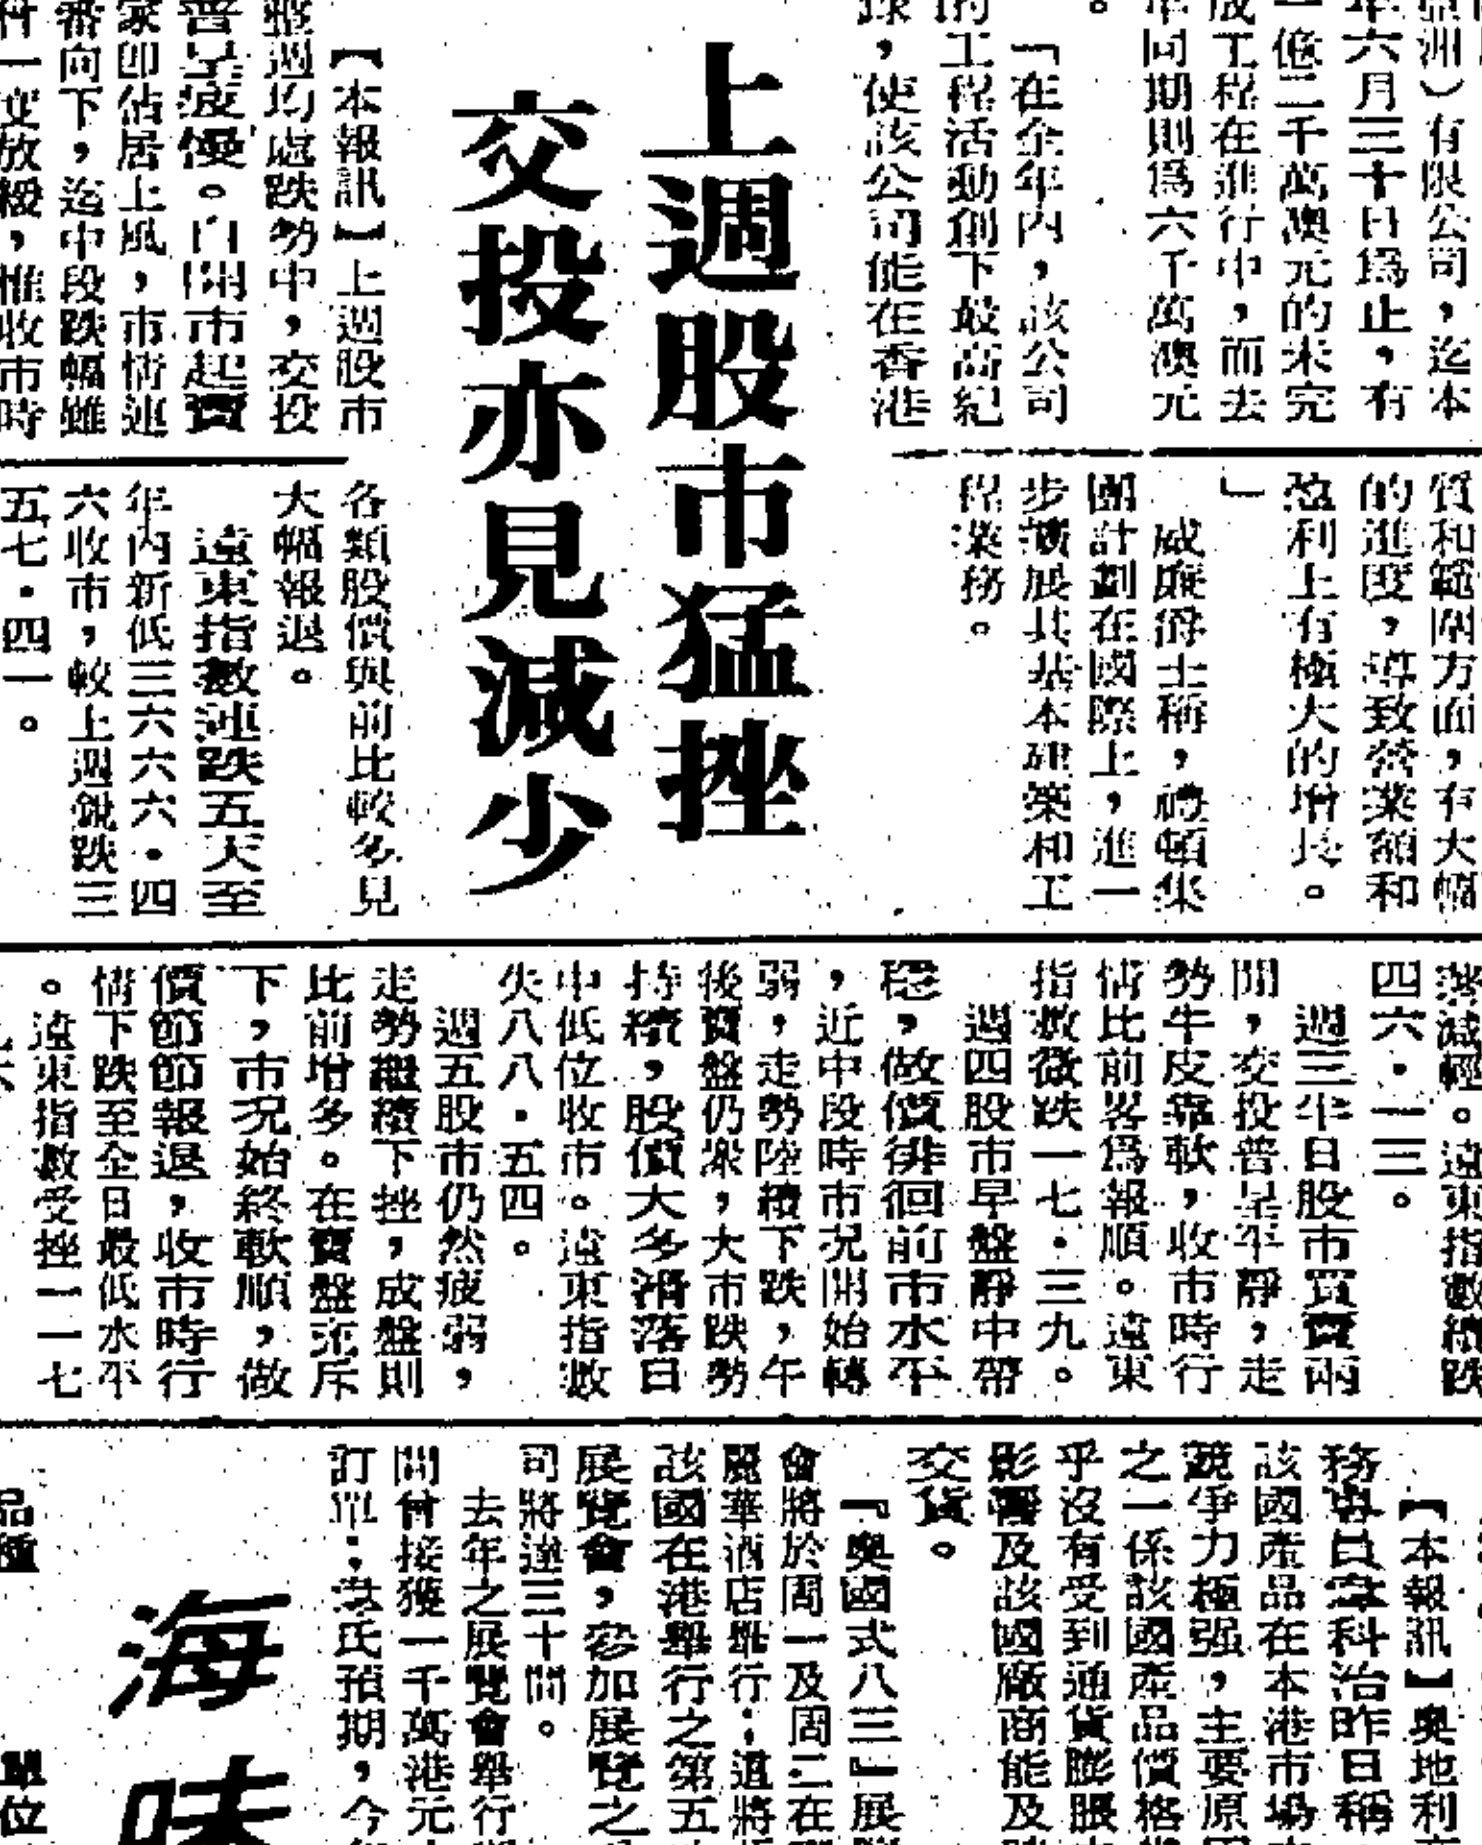 洲）有限公司，迄本
年六月三十日爲止，有
一億二千萬澳元的未完
成工程在進行中，而去
年同期則爲六千萬澳元
。
「在全年內，該公司
的工程活動創下最高紀
錄，使該公司能在香港
質和範圍方面，有大幅
的進度，導致營業額和
盈利上有極大的增長。
」
威廉爵士稱，禮頓集
團計劃在國際上，進一
步擴展其基本建築和工
程業務。
上週股市猛挫
交投亦見減少
【本報訊】上週股市
整週均處跌勢中，交投
普呈疲慢。自開市起賣
家卽佔居上風，市情連
番向下，迄中段跌幅雖
一度放緩，惟收市時
各類股價與前比較多見
大幅報退。
遠東指數連跌五天至
年內新低三六六六·四
六收市，較上週銳跌三
五七·四一。
落減輕。遠東指數續跌
四六·一三。
週三半日股市買賣兩
閒，交投普呈平靜，走
勢牛皮靠軟，收市時行
情比前畧爲報順。遠東
指數微跌一七·三九。
週四股市早盤靜中帶
穩，做價徘徊前市水平
，近中段時市況開始轉
弱，走勢陸續下跌，午
後賣盤仍衆，大市跌勢
持續，股價大多滑落日
中低位收市。遠東指數
失八八·五四。
週五股市仍然疲弱，
走勢繼續下挫，成盤則
比前增多。在賣盤充斥
下，市況始終軟順，做
價節節報退，收市時行
情下跌至全日最低水平
。遠東指數受挫一一七
【本報訊】奧地利
務專員韋科治昨日稱
該國產品在本港市場
競爭力極强，主要原
之一係該國產品價格
乎沒有受到通貨膨脹
影響及該國廠商能及
交貨。
『奧國式八三』展
會將於周一及周二在
麗華酒店舉行；這將
該國在港舉行之第五
展覽會，參加展覽之
司將達三十間。
去年之展覽會舉行
間曾接獲一千萬港元
訂單；韋氏預期，今
海味
品種
單位